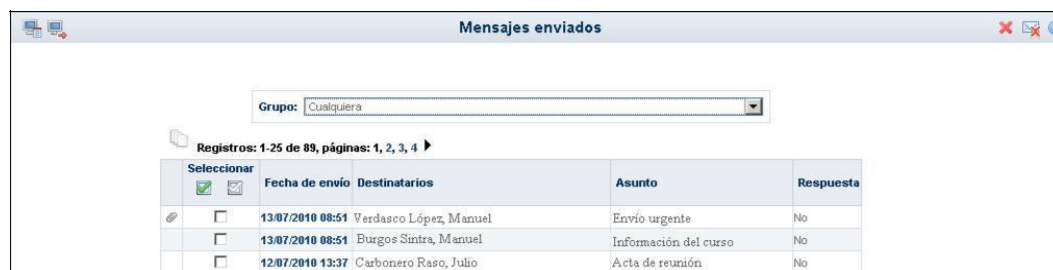 Mensajes enviados
Grupo: Cualquiera
Registros: 1-25 de 89, páginas: 1, 2, 3, 4
Seleccionar Fecha de envío Destinatarios Asunto Respuesta
13/07/2010 08:51 Verdasco López, Manuel Envío urgente No
13/07/2010 08:51 Burgos Sintra, Manuel Información del curso No
12/07/2010 13:37 Carbonero Raso, Julio Acta de reunión No